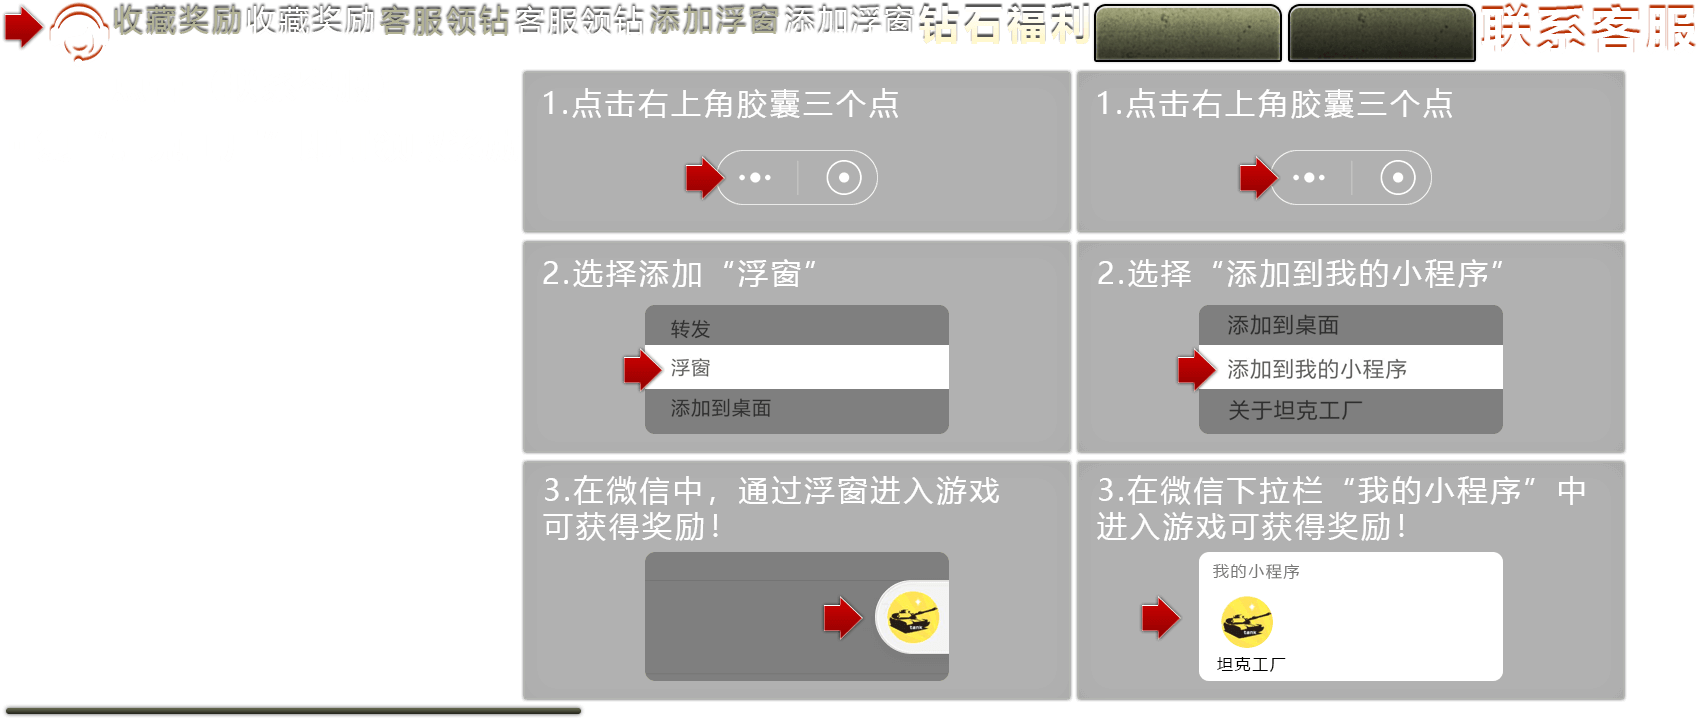 收藏奖励 收藏奖励 客服领钻 客服领钻 添加浮窗 添加浮窗 钻石福利 联系客服
1.点击右上角胶囊三个点
2.选择添加“浮窗”
转发
浮窗
添加到桌面
3.在微信中，通过浮窗进入游戏
可获得奖励！
tanx
1.点击右上角胶囊三个点
2.选择“添加到我的小程序”
添加到桌面
添加到我的小程序
关于坦克工厂
3.在微信下拉栏“我的小程序”中
进入游戏可获得奖励！
我的小程序
tanx
坦克工厂